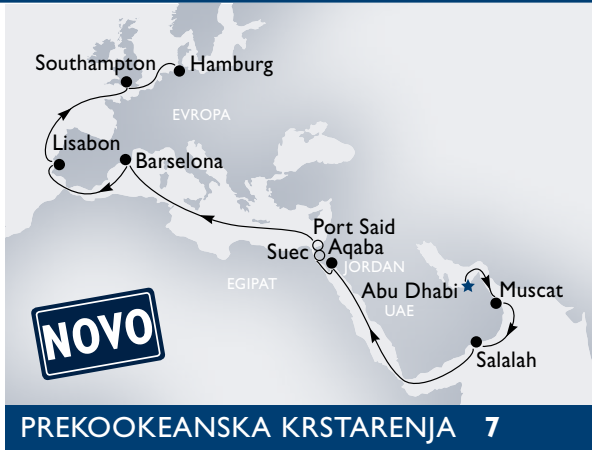 Southampton
Hamburg
EVROPA
Lisabon
Barselona
Port Said
Suec
Aqaba
JORDAN
EGIPAT
Abu Dhabi
Muscat
UAE
NOVO
Salalah
PREKOOKEANSKA KRSTARENJA 7